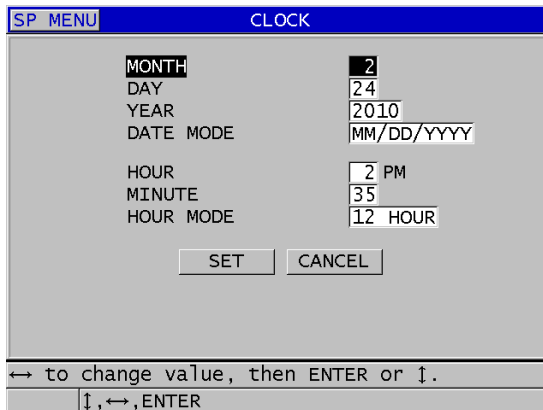 SP MENU CLOCK
MONTH 2
DAY 24
YEAR 2010
DATE MODE MM/DD/YYYY
HOUR 2 PM
MINUTE 35
HOUR MODE 12 HOUR
SET CANCEL
↔ to change value, then ENTER or ↕.
↕,↔,ENTER